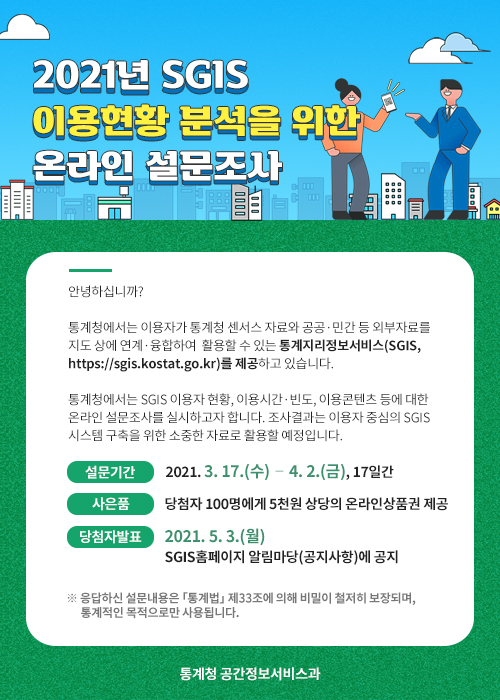 2021년 SGIS
이용현황 분석을 위한
온라인 설문조사
안녕하십니까?
통계청에서는 이용자가 통계청 센서스 자료와 공공·민간 등 외부자료를
지도 상에 연계·융합하여 활용할 수 있는 통계지리정보서비스(SGIS,
https://sgis.kostat.go.kr)를 제공하고 있습니다.
통계청에서는 SGIS 이용자 현황, 이용시간·빈도, 이용콘텐츠 등에 대한
온라인 설문조사를 실시하고자 합니다. 조사결과는 이용자 중심의 SGIS
시스템 구축을 위한 소중한 자료로 활용할 예정입니다.
설문기간 2021. 3. 17.(수) – 4. 2.(금), 17일간
사은품 당첨자 100명에게 5천원 상당의 온라인상품권 제공
당첨자발표 2021. 5. 3.(월)
SGIS홈페이지 알림마당(공지사항)에 공지
※ 응답하신 설문내용은 「통계법」 제33조에 의해 비밀이 철저히 보장되며,
통계적인 목적으로만 사용됩니다.
통계청 공간정보서비스과